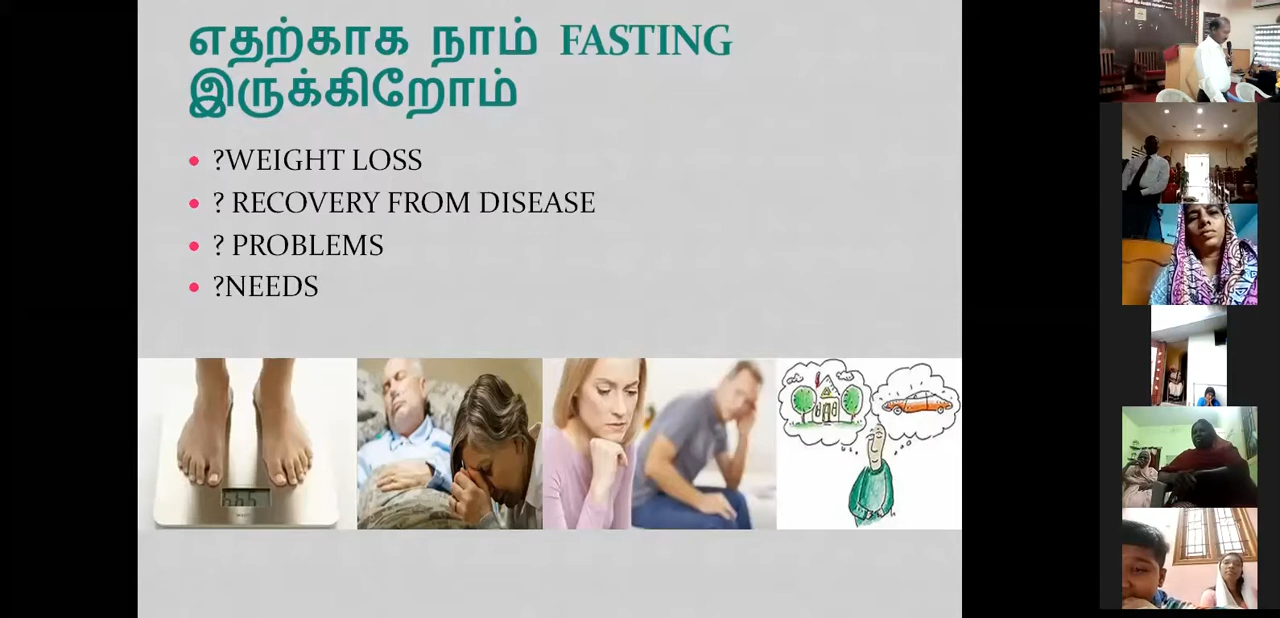 எதற்காக நாம் FASTING
இருக்கிறோம்
?WEIGHT LOSS
? RECOVERY FROM DISEASE
? PROBLEMS
?NEEDS